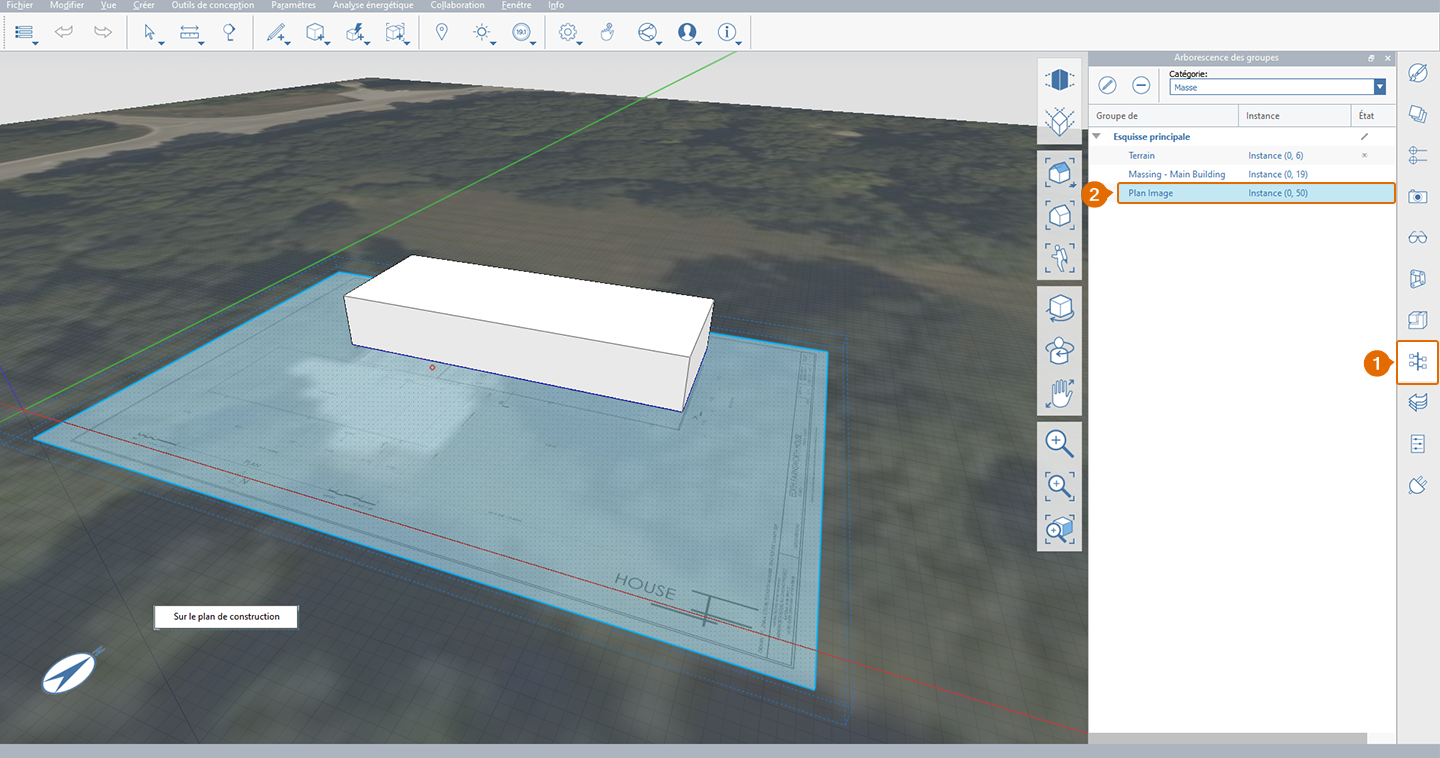 Fichier Modifier Vue Créer Outils de conception Paramètres Analyse énergétique Collaboration Fenêtre Info
191
Arborescence des groupes
Catégorie:
Masse
Groupe de Instance État
Esquisse principale
Terrain Instance (0, 6)
Massing - Main Building Instance (0, 19)
2 Plan Image Instance (0, 50)
1
PLAN
N
HOUSE
Sur le plan de construction